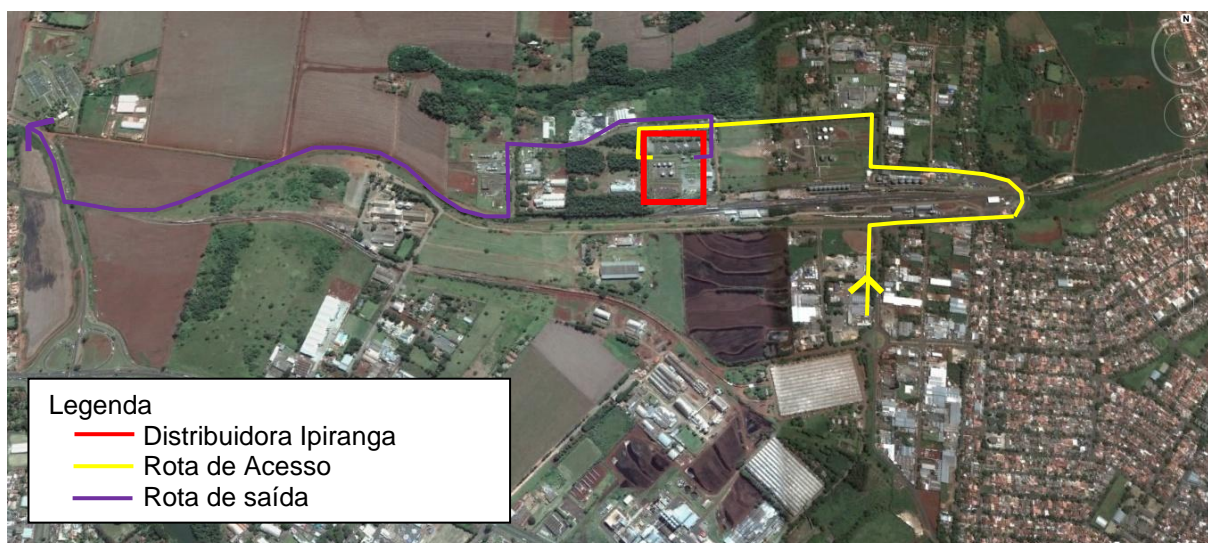 N
Legenda
Distribuidora Ipiranga
Rota de Acesso
Rota de saída